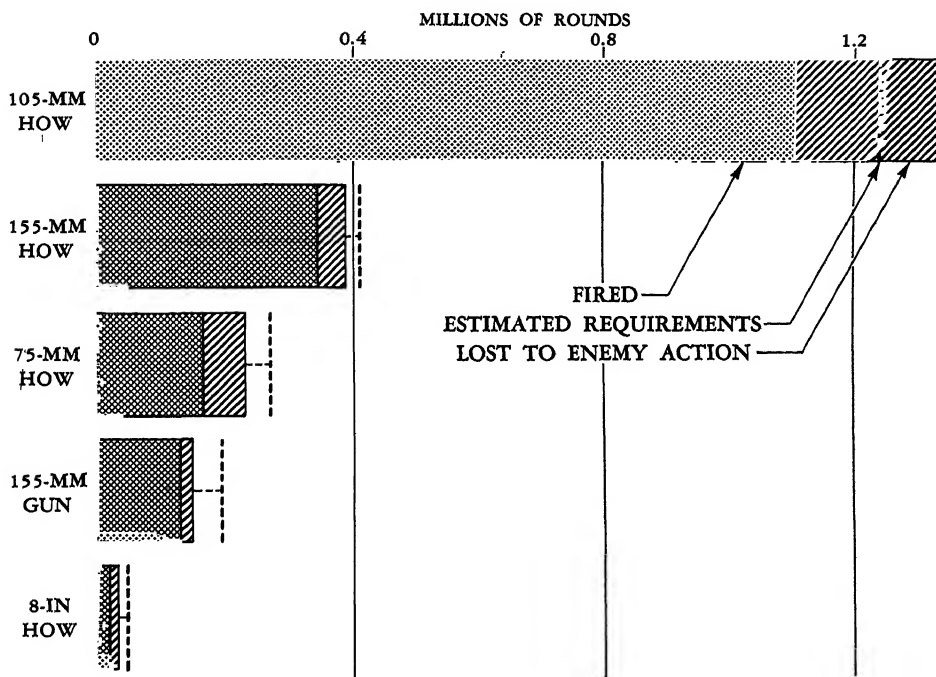 MILLIONS OF ROUNDS
0 0.4 0.8 1.2
105-MM
HOW
155-MM
HOW
75-MM
HOW
155-MM
GUN
8-IN
HOW
FIRED
ESTIMATED REQUIREMENTS
LOST TO ENEMY ACTION